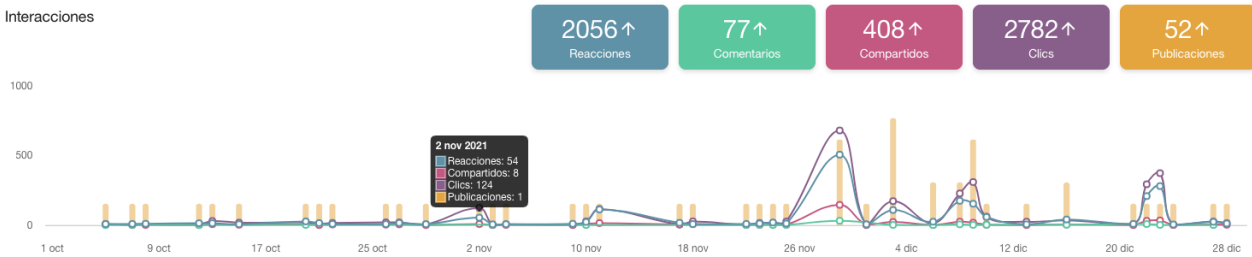 Interacciones
2056↑
Reacciones
77↑
Comentarios
408↑
Compartidos
2782↑
Clics
52↑
Publicaciones
1000
500
0
2 nov 2021
Reacciones: 54
Compartidos: 8
Clics: 124
Publicaciones: 1
1 oct
9 oct
17 oct
25 oct
2 nov
10 nov
18 nov
26 nov
4 dic
12 dic
20 dic
28 dic